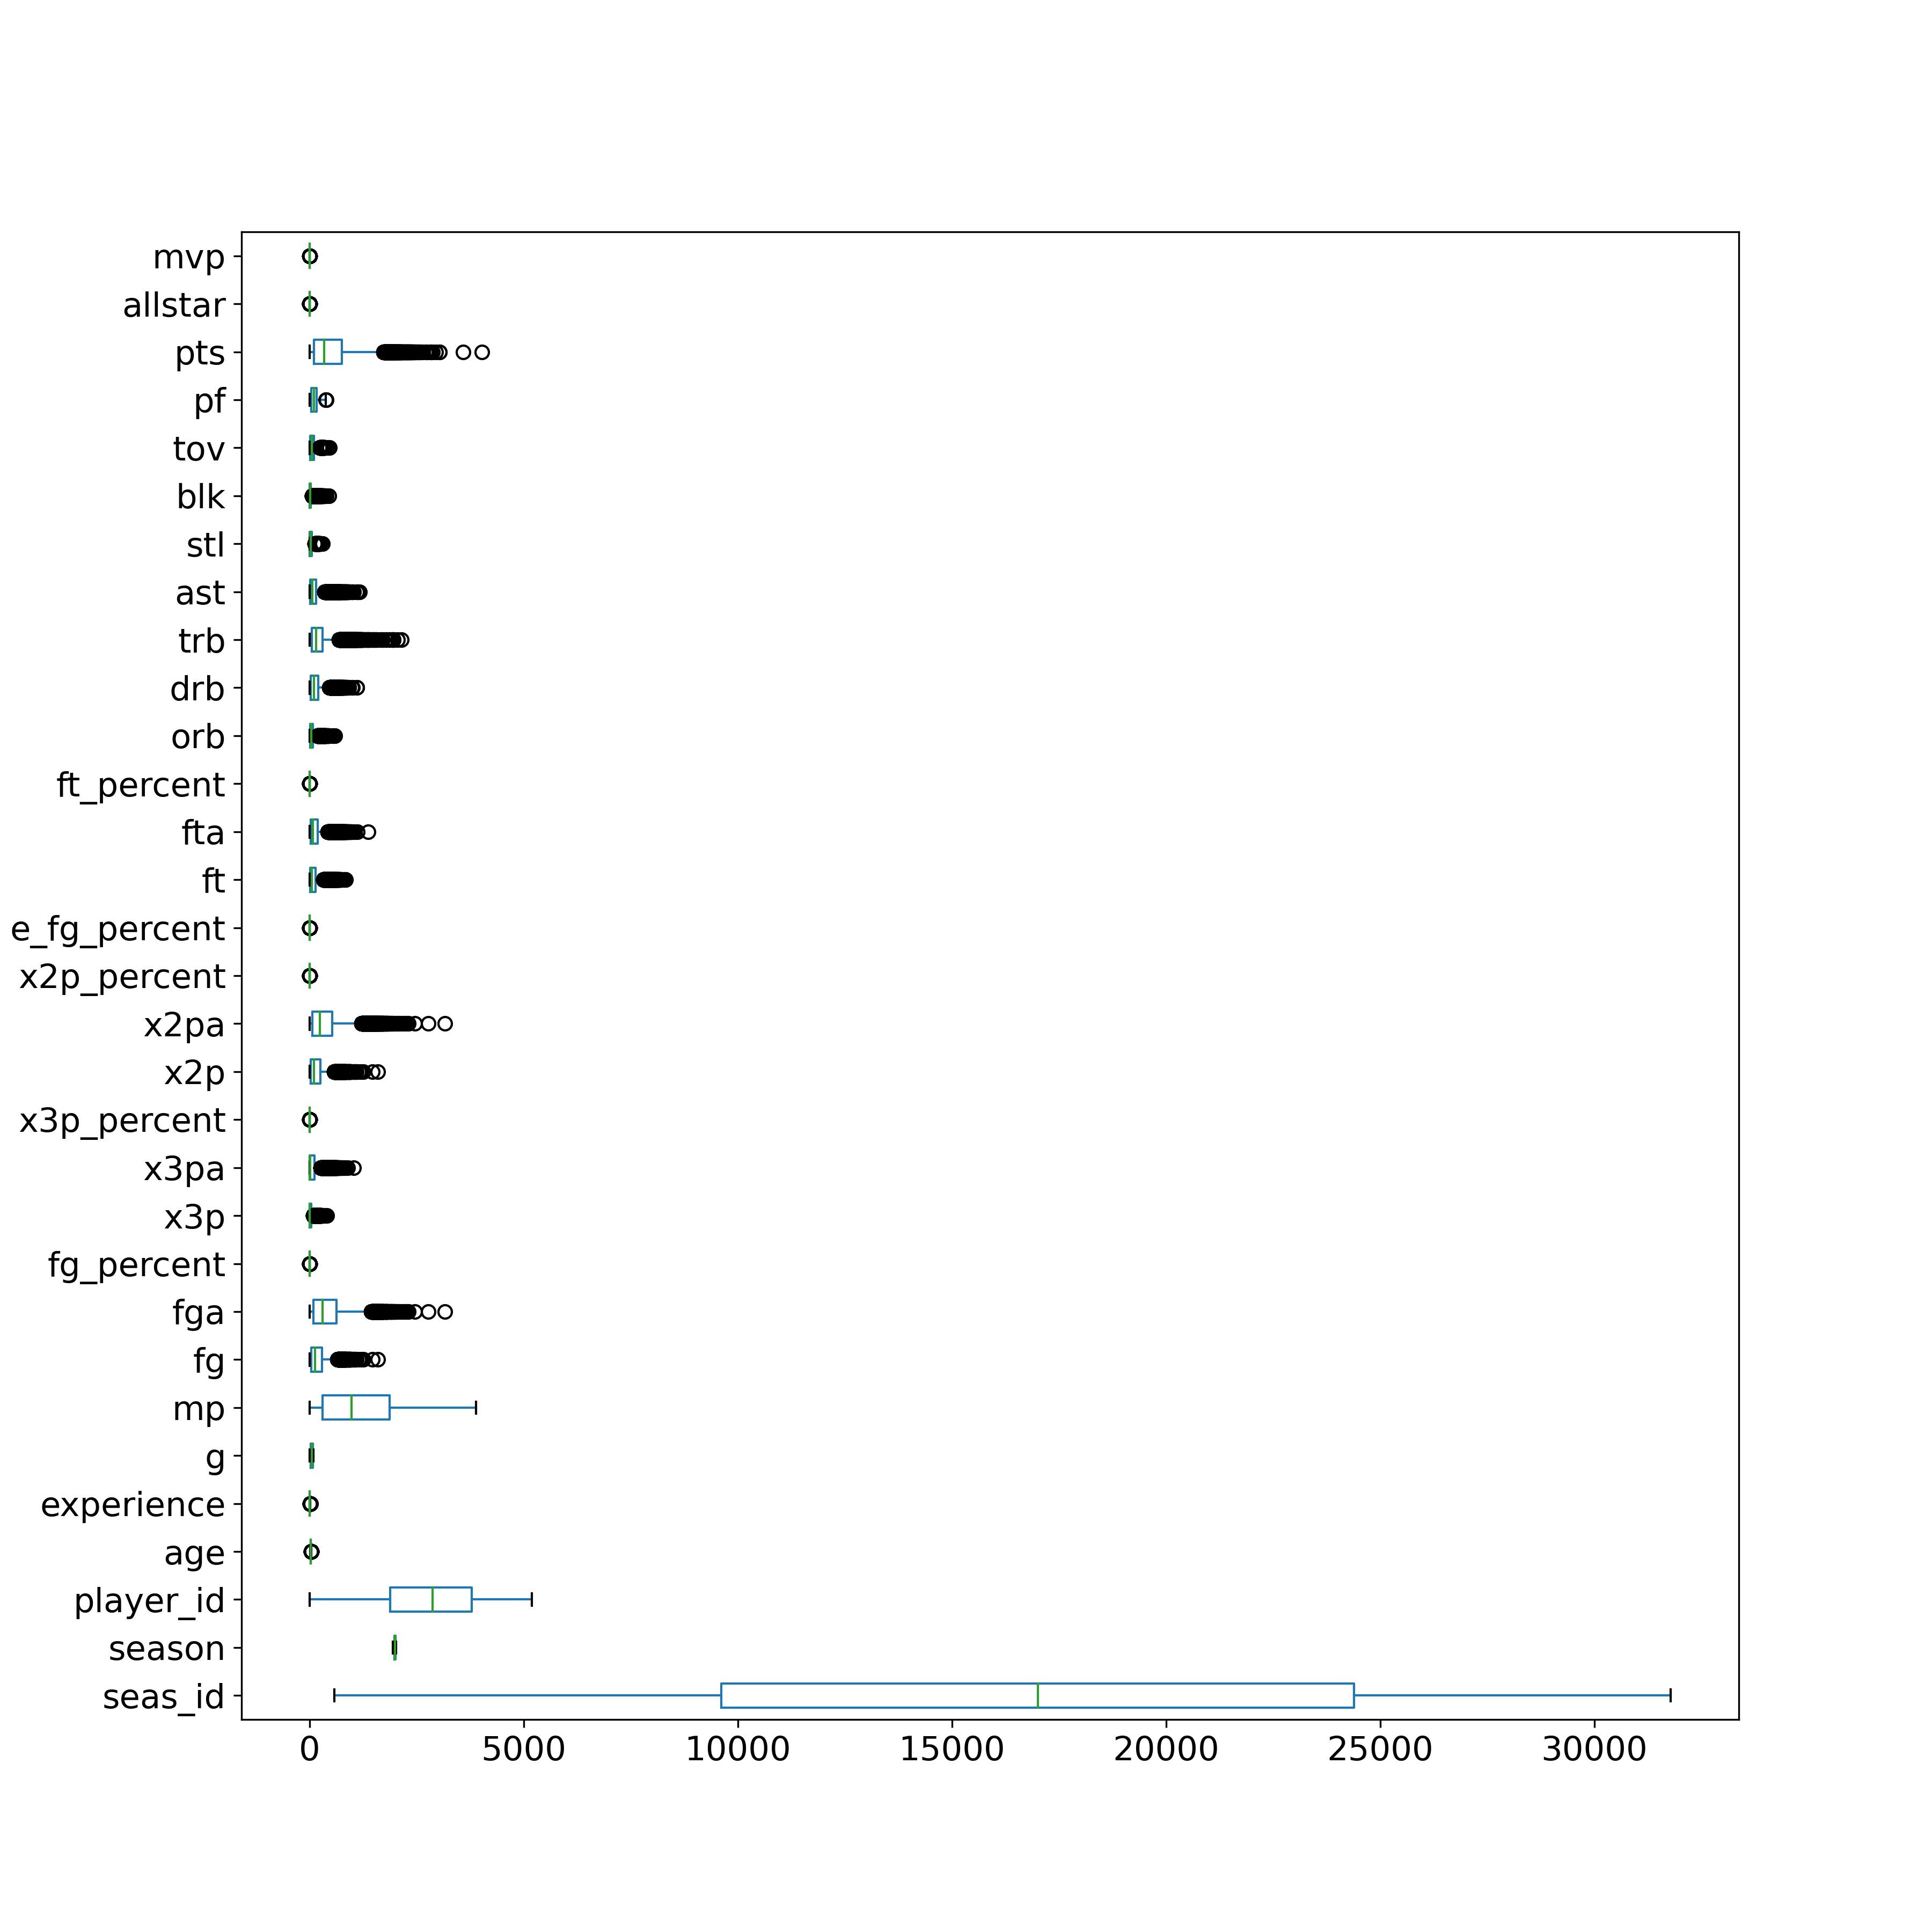 mvp
allstar
pts
pf
tov
blk
stl
ast
trb
drb
orb
ft_percent
fta
ft
e_fg_percent
x2p_percent
x2pa
x2p
x3p_percent
x3pa
x3p
fg_percent
fga
fg
mp
g
experience
age
player_id
season
seas_id
0 5000 10000 15000 20000 25000 30000